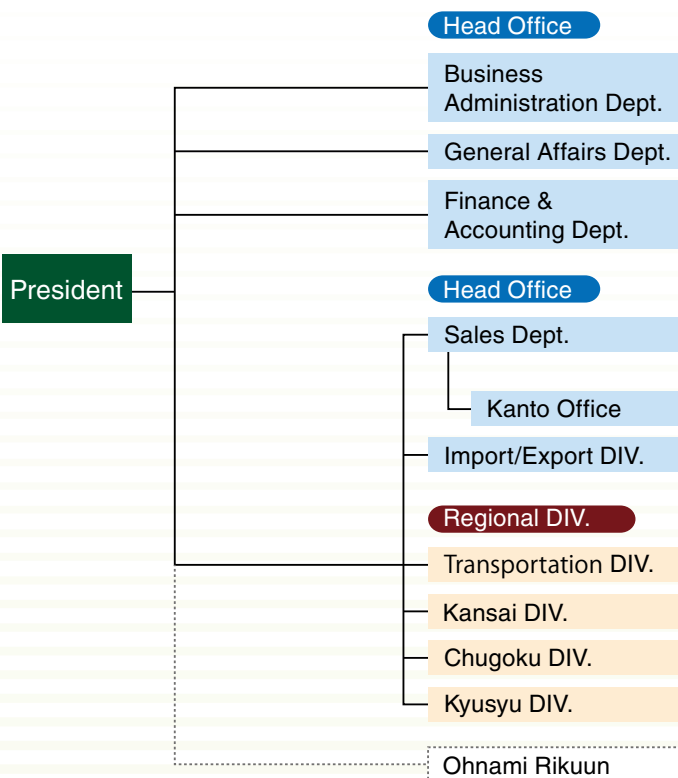 Head Office
Business
Administration Dept.
General Affairs Dept.
Finance &
Accounting Dept.
President
Head Office
Sales Dept.
Kanto Office
Import/Export DIV.
Regional DIV.
Transportation DIV.
Kansai DIV.
Chugoku DIV.
Kyusyu DIV.
Ohnami Rikuun